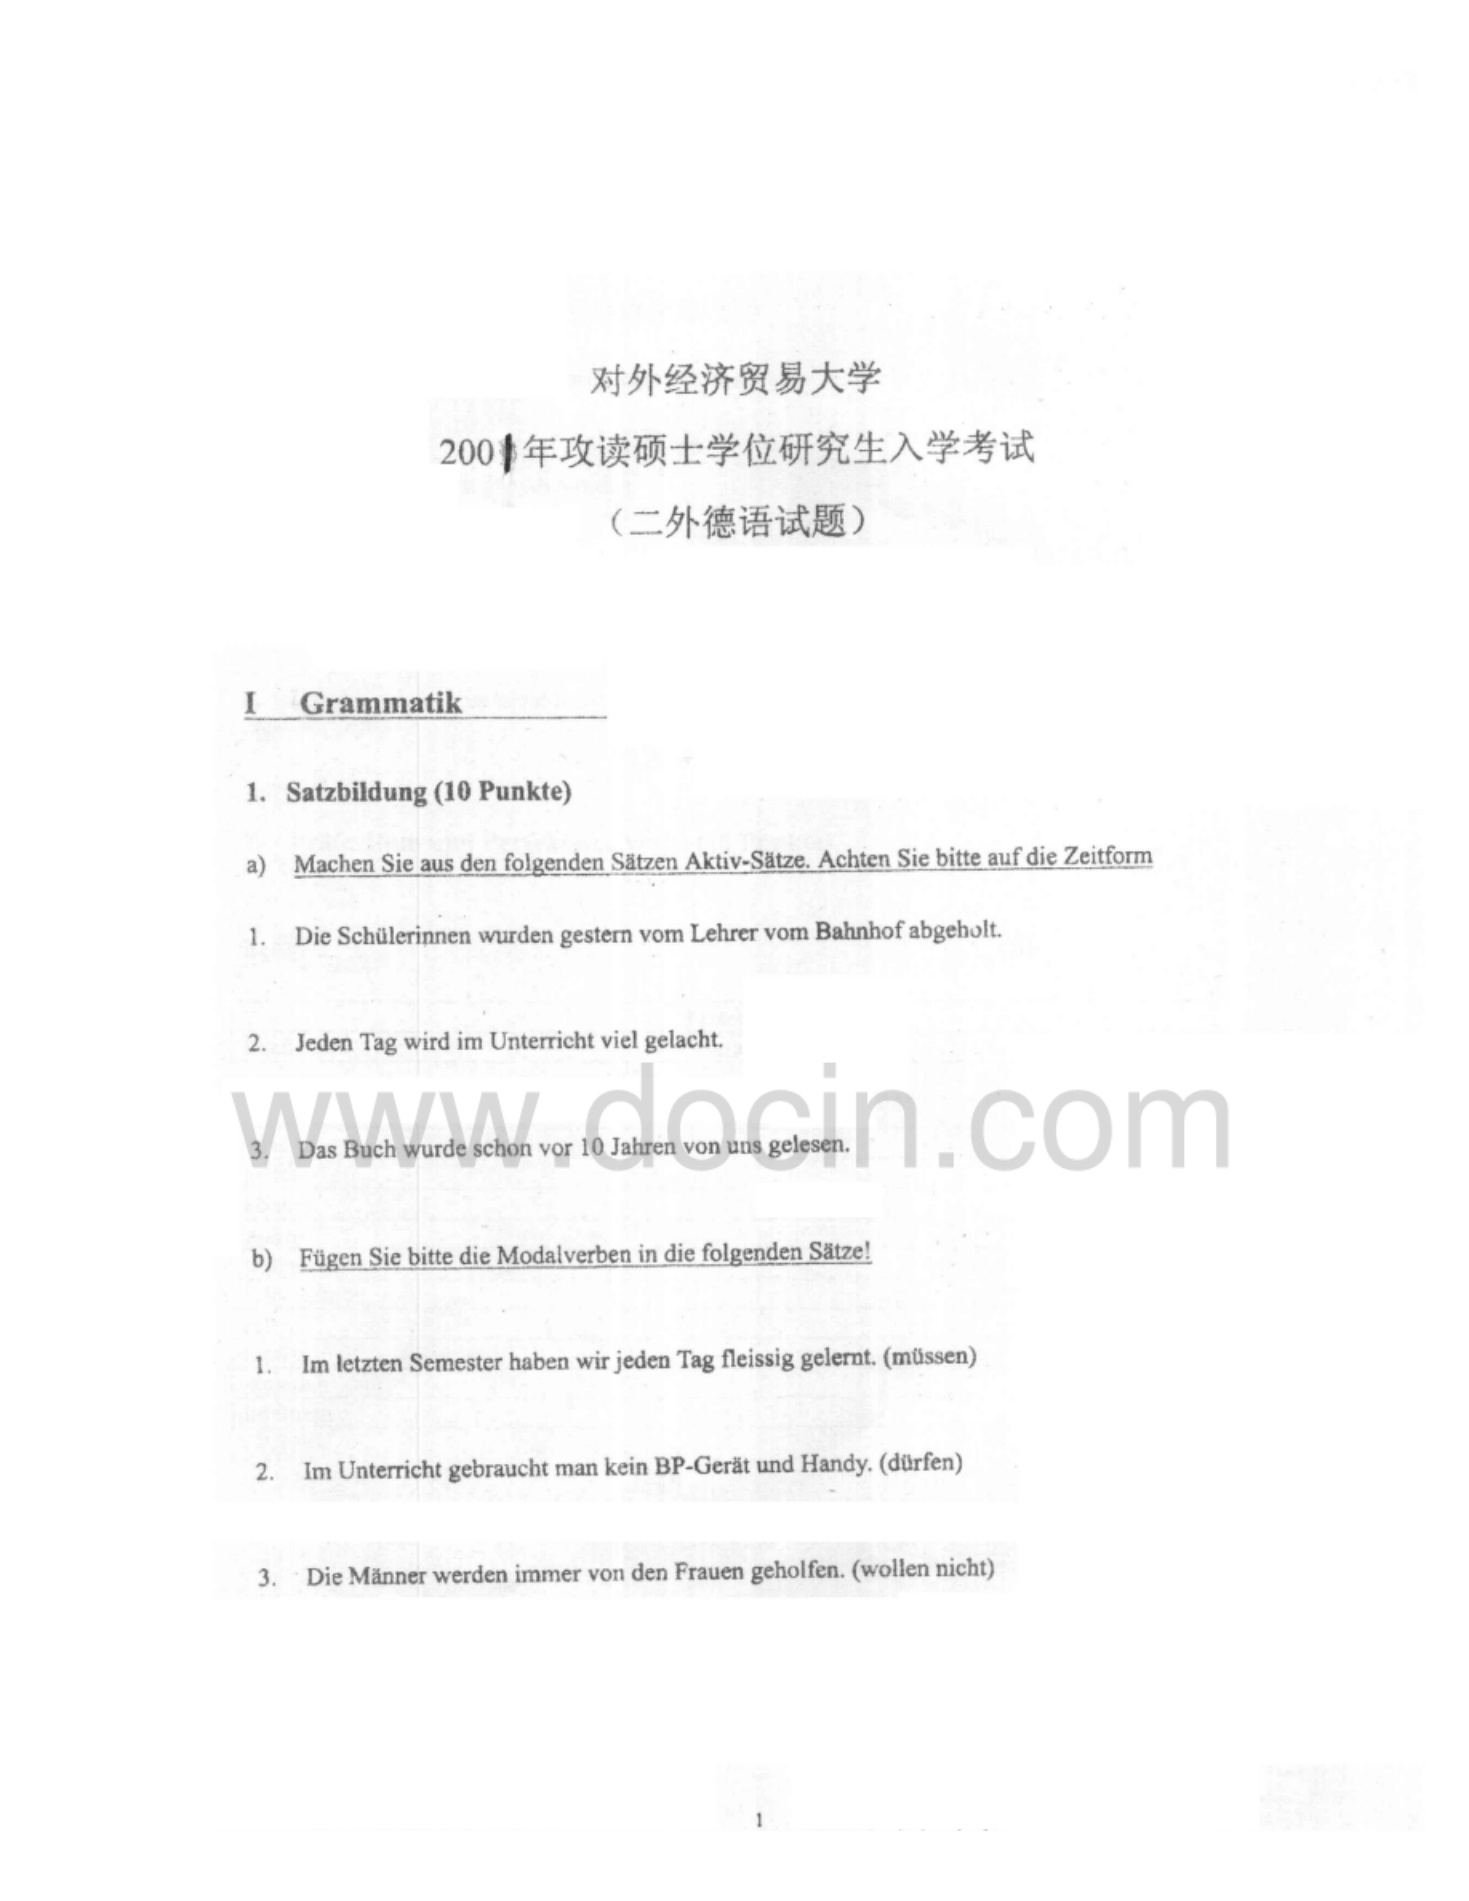 对外经济贸易大学
2001年攻读硕士学位研究生入学考试
（二外德语试题）
I Grammatik
1. Satzbildung (10 Punkte)
a) Machen Sie aus den folgenden Sätzen Aktiv-Sätze. Achten Sie bitte auf die Zeitform
1. Die Schülerinnen wurden gestern vom Lehrer vom Bahnhof abgeholt.
2. Jeden Tag wird im Unterricht viel gelacht.
www.docin.com
3. Das Buch wurde schon vor 10 Jahren von uns gelesen.
b) Fügen Sie bitte die Modalverben in die folgenden Sätze!
1. Im letzten Semester haben wir jeden Tag fleissig gelernt. (müssen)
2. Im Unterricht gebraucht man kein BP-Gerät und Handy. (dürfen)
3. Die Männer werden immer von den Frauen geholfen. (wollen nicht)
1